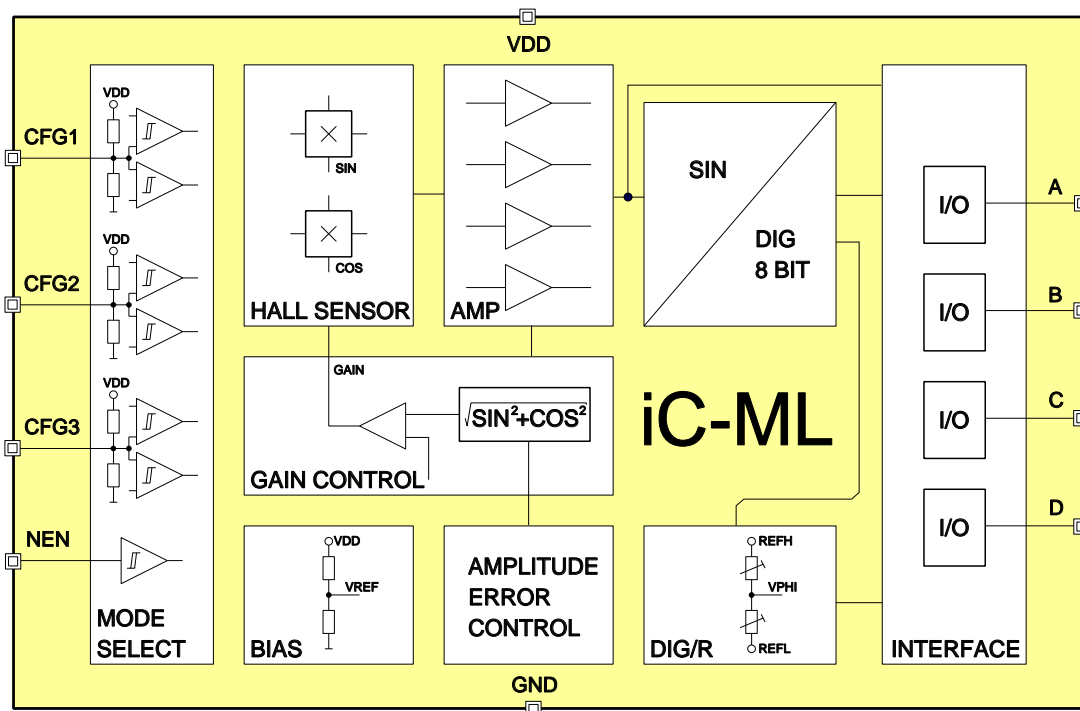 VDD
CFG1
VDD
CFG2
VDD
CFG3
VDD
NEN
MODE
SELECT
SIN
COS
HALL SENSOR
AMP
SIN
DIG
8 BIT
GAIN
√SIN²+COS²
GAIN CONTROL
iC-ML
VDD
VREF
BIAS
AMPLITUDE
ERROR
CONTROL
REFH
VPHI
REFL
DIG/R
I/O
A
I/O
B
I/O
C
I/O
D
INTERFACE
GND